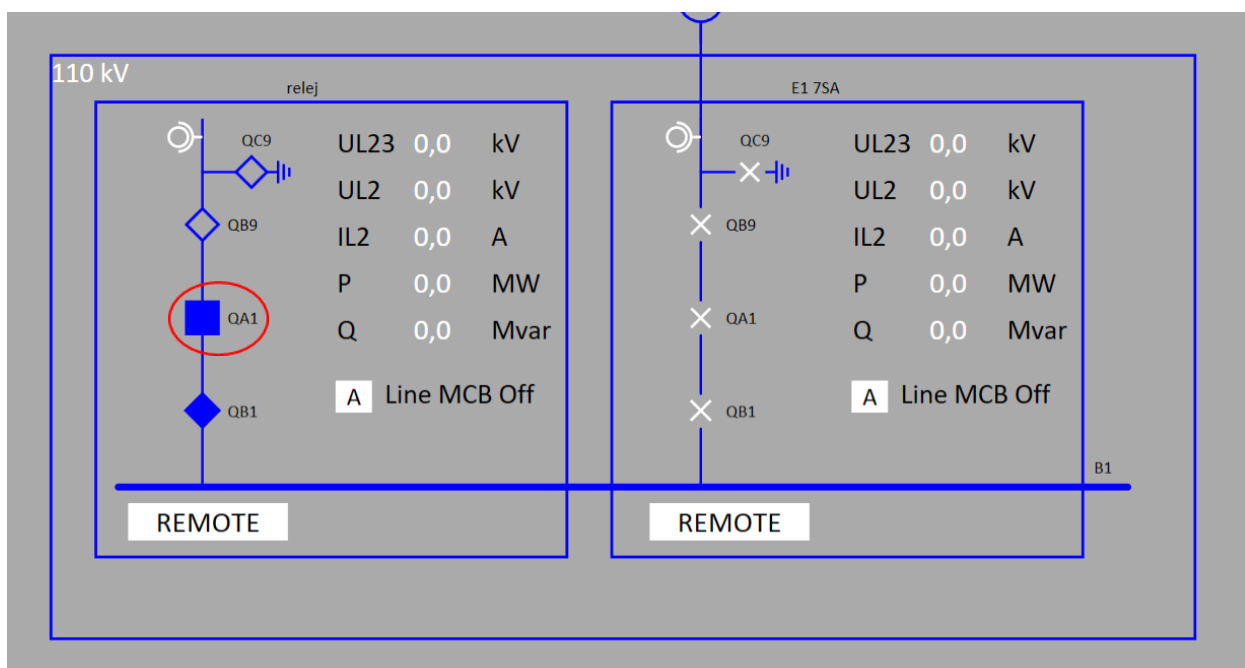 110 kV
relej
QC9
UL23 0,0 kV
UL2 0,0 kV
QB9
IL2 0,0 A
P 0,0 MW
QA1
Q 0,0 Mvar
A Line MCB Off
QB1
REMOTE
E1 7SA
QC9
UL23 0,0 kV
UL2 0,0 kV
QB9
IL2 0,0 A
P 0,0 MW
QA1
Q 0,0 Mvar
A Line MCB Off
QB1
B1
REMOTE